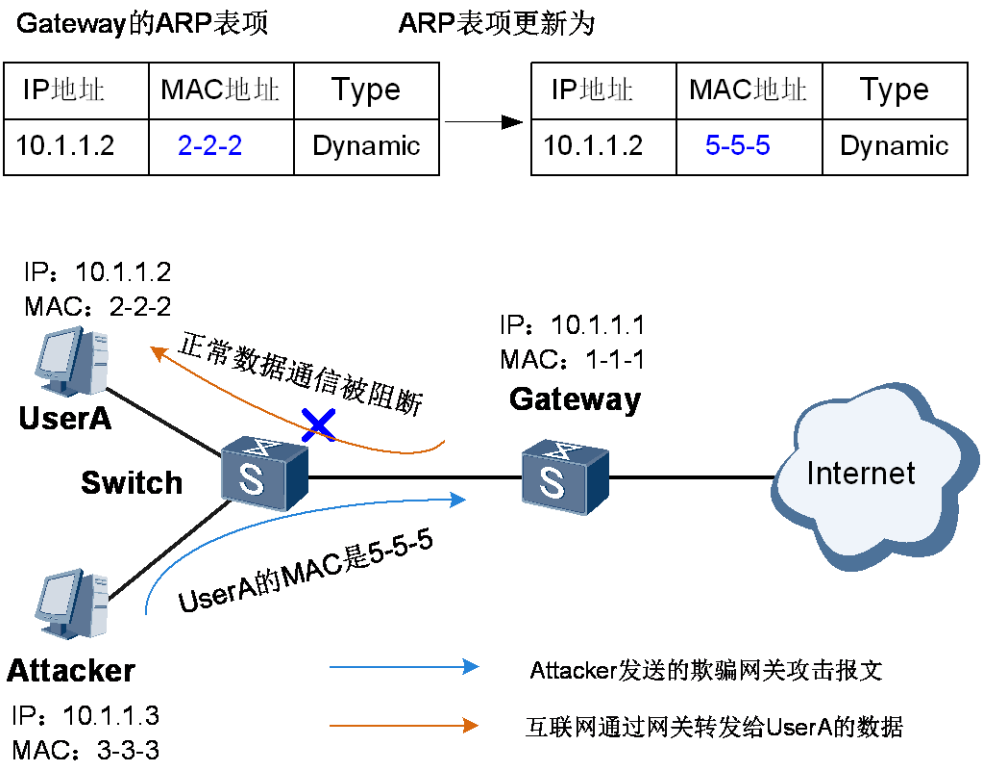 Gateway的ARP表项
ARP表项更新为
IP地址 MAC地址 Type
10.1.1.2 2-2-2 Dynamic
IP地址 MAC地址 Type
10.1.1.2 5-5-5 Dynamic
IP：10.1.1.2
MAC：2-2-2
UserA
正常数据通信被阻断
IP：10.1.1.1
MAC：1-1-1
Gateway
Switch
S
S
Internet
UserA的MAC是5-5-5
Attacker
IP：10.1.1.3
MAC：3-3-3
Attacker发送的欺骗网关攻击报文
互联网通过网关转发给UserA的数据